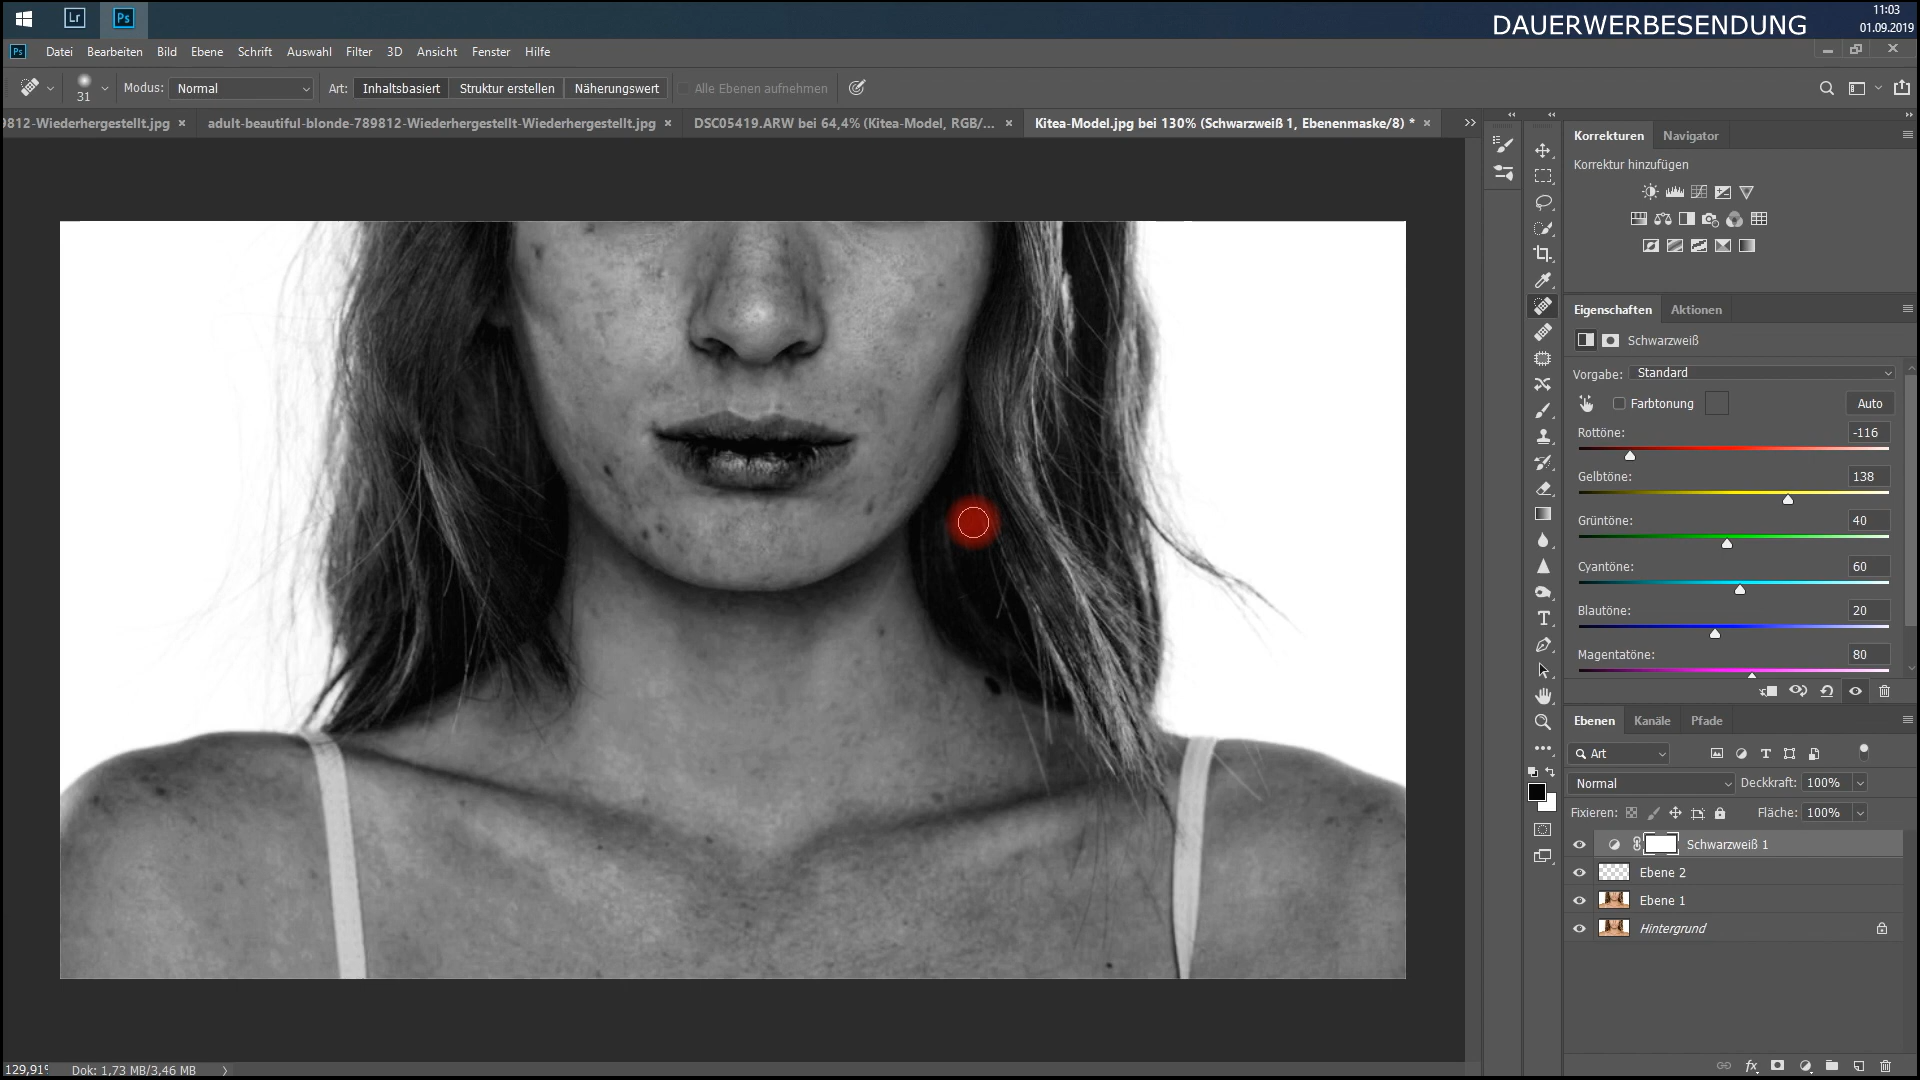 Lr
Ps
DAUERWERBESENDUNG
11:03
01.09.2019
Ps
Datei Bearbeiten Bild Ebene Schrift Auswahl Filter 3D Ansicht Fenster Hilfe
31 Modus: Normal Art: Inhaltsbasiert Struktur erstellen Näherungswert Alle Ebenen aufnehmen
9812-Wiederhergestellt.jpg × adult-beautiful-blonde-789812-Wiederhergestellt-Wiederhergestellt.jpg × DSC05419.ARW bei 64,4% (Kitea-Model, RGB/... × Kitea-Model.jpg bei 130% (Schwarzweiß 1, Ebenenmaske/8) * ×
Korrekturen Navigator
Korrektur hinzufügen
Eigenschaften Aktionen
Schwarzweiß
Vorgabe: Standard
Farbtonung Auto
Rottöne: -116
Gelbtöne: 138
Grüntöne: 40
Cyantöne: 60
Blautöne: 20
Magentatöne: 80
Ebenen Kanäle Pfade
Art
Normal Deckkraft: 100%
Fixieren: Fläche: 100%
Schwarzweiß 1
Ebene 2
Ebene 1
Hintergrund
fx
129,91%
Dok: 1,73 MB/3,46 MB